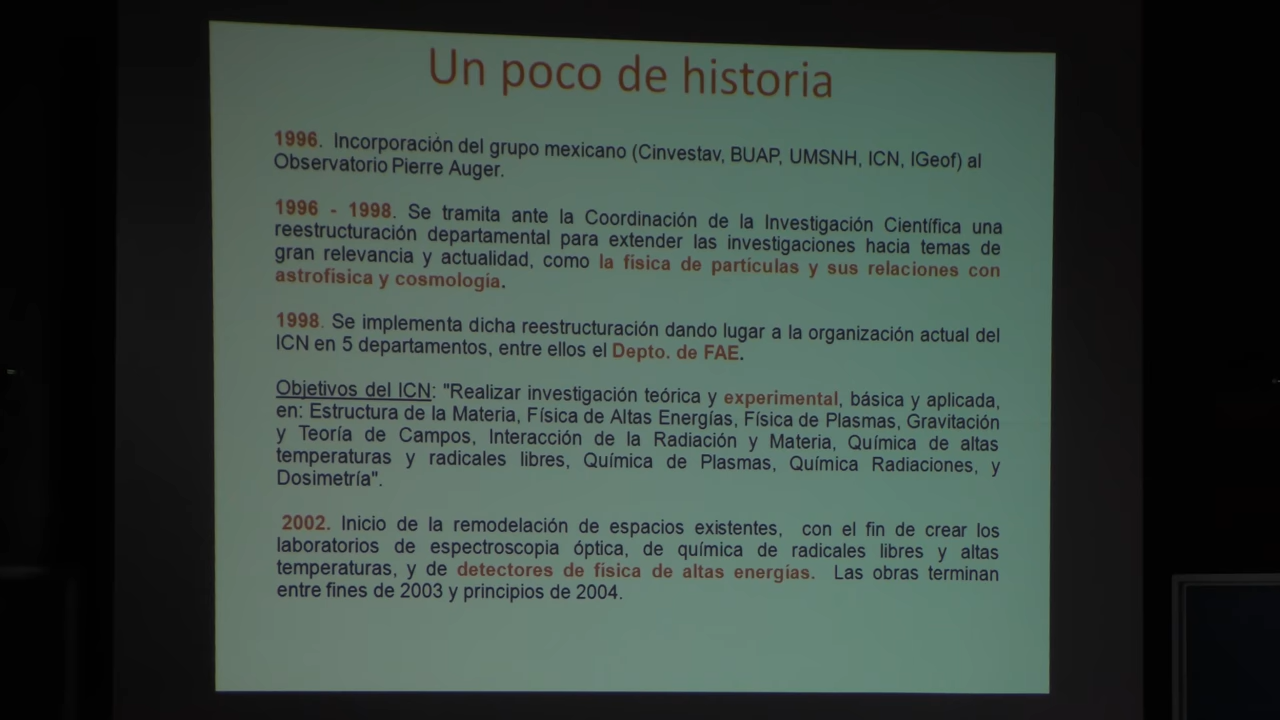 Un poco de historia
1996. Incorporación del grupo mexicano (Cinvestav, BUAP, UMSNH, ICN, IGeof) al
Observatorio Pierre Auger.
1996 - 1998. Se tramita ante la Coordinación de la Investigación Científica una
reestructuración departamental para extender las investigaciones hacia temas de
gran relevancia y actualidad, como la física de partículas y sus relaciones con
astrofísica y cosmología.
1998. Se implementa dicha reestructuración dando lugar a la organización actual del
ICN en 5 departamentos, entre ellos el Depto. de FAE.
Objetivos del ICN: "Realizar investigación teórica y experimental, básica y aplicada,
en: Estructura de la Materia, Física de Altas Energías, Física de Plasmas, Gravitación
y Teoría de Campos, Interacción de la Radiación y Materia, Química de altas
temperaturas y radicales libres, Química de Plasmas, Química Radiaciones, y
Dosimetría".
2002. Inicio de la remodelación de espacios existentes, con el fin de crear los
laboratorios de espectroscopia óptica, de química de radicales libres y altas
temperaturas, y de detectores de física de altas energías. Las obras terminan
entre fines de 2003 y principios de 2004.